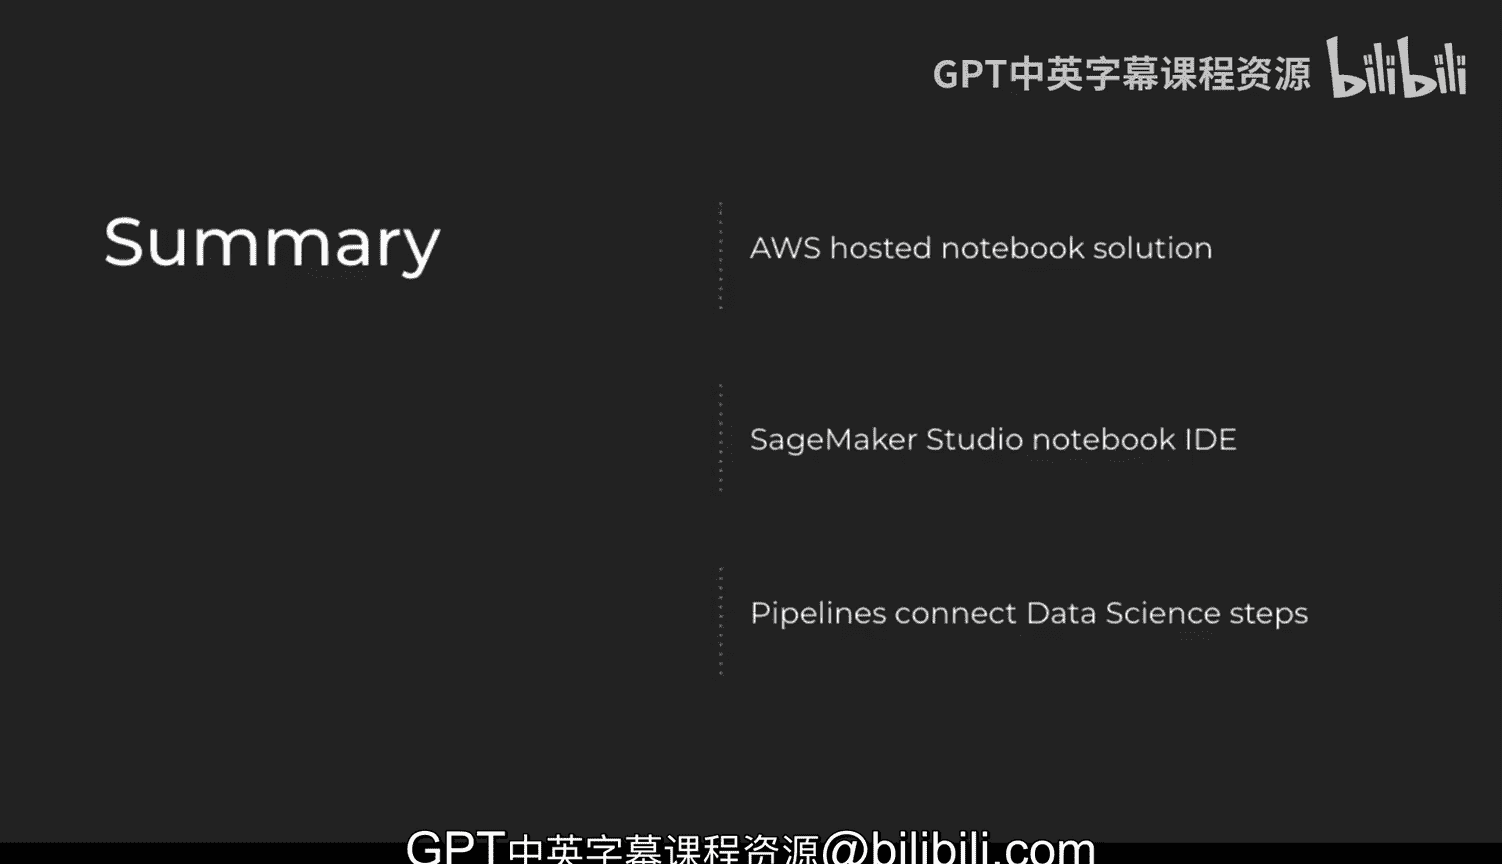 GPT中英字幕课程资源 bilibili
Summary
AWS hosted notebook solution
SageMaker Studio notebook IDE
Pipelines connect Data Science steps
GPT中英字幕课程资源@bilibili.com